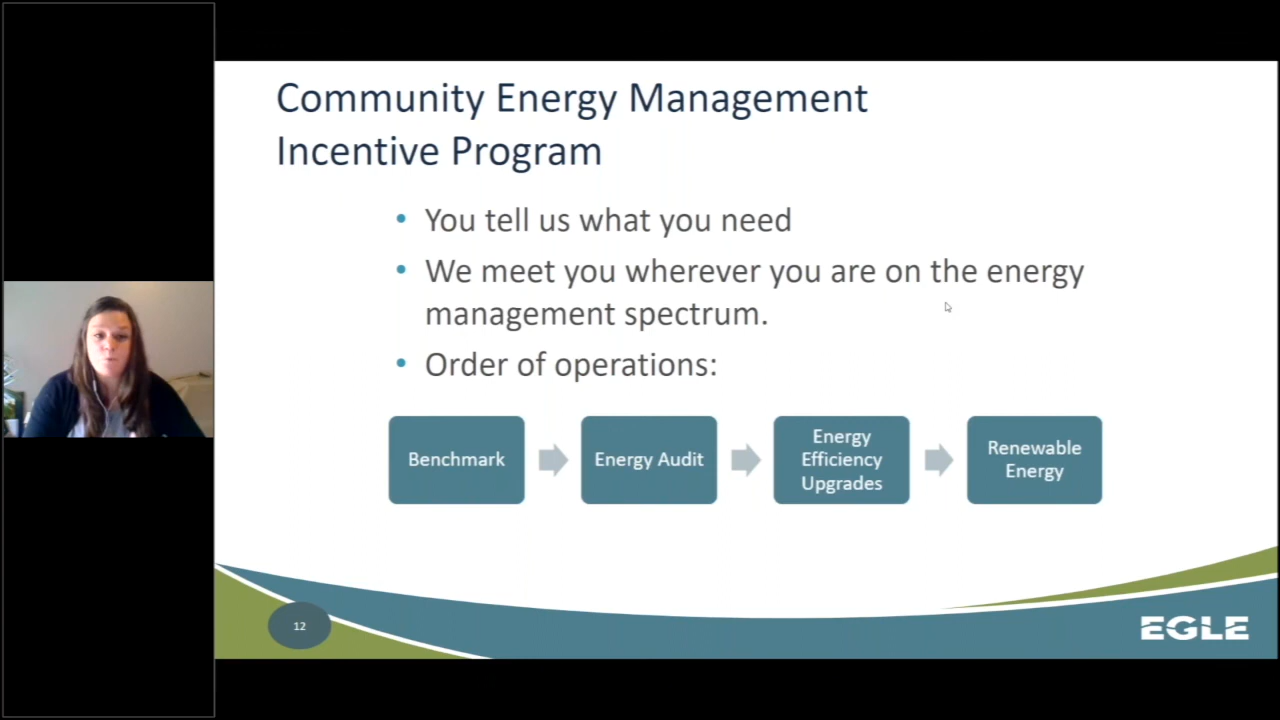 Community Energy Management
Incentive Program
• You tell us what you need
• We meet you wherever you are on the energy
management spectrum.
• Order of operations:
Benchmark
Energy Audit
Energy
Efficiency
Upgrades
Renewable
Energy
12
EGLE